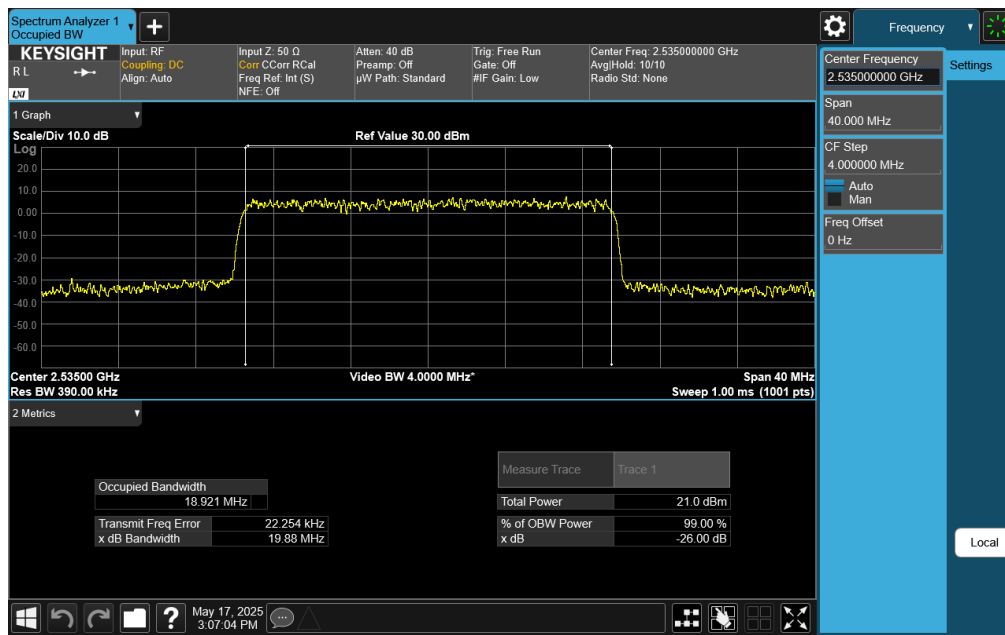 Spectrum Analyzer 1
Occupied BW
Frequency
KEYSIGHT
R L
LXI
Input: RF
Coupling: DC
Align: Auto
Input Z: 50 Ω
Corr CCorr RCal
Freq Ref: Int (S)
NFE: Off
Atten: 40 dB
Preamp: Off
µW Path: Standard
Trig: Free Run
Gate: Off
#IF Gain: Low
Center Freq: 2.535000000 GHz
Avg|Hold: 10/10
Radio Std: None
Center Frequency
2.535000000 GHz
Settings
Span
40.000 MHz
CF Step
4.000000 MHz
Auto
Man
Freq Offset
0 Hz
1 Graph
Scale/Div 10.0 dB
Ref Value 30.00 dBm
Log
20.0
10.0
0.00
-10.0
-20.0
-30.0
-40.0
-50.0
-60.0
Center 2.53500 GHz
Video BW 4.0000 MHz*
Span 40 MHz
Res BW 390.00 kHz
Sweep 1.00 ms (1001 pts)
2 Metrics
Measure Trace Trace 1
Occupied Bandwidth
18.921 MHz
Total Power 21.0 dBm
Transmit Freq Error 22.254 kHz
% of OBW Power 99.00 %
x dB Bandwidth 19.88 MHz
x dB -26.00 dB
Local
?
May 17, 2025
3:07:04 PM